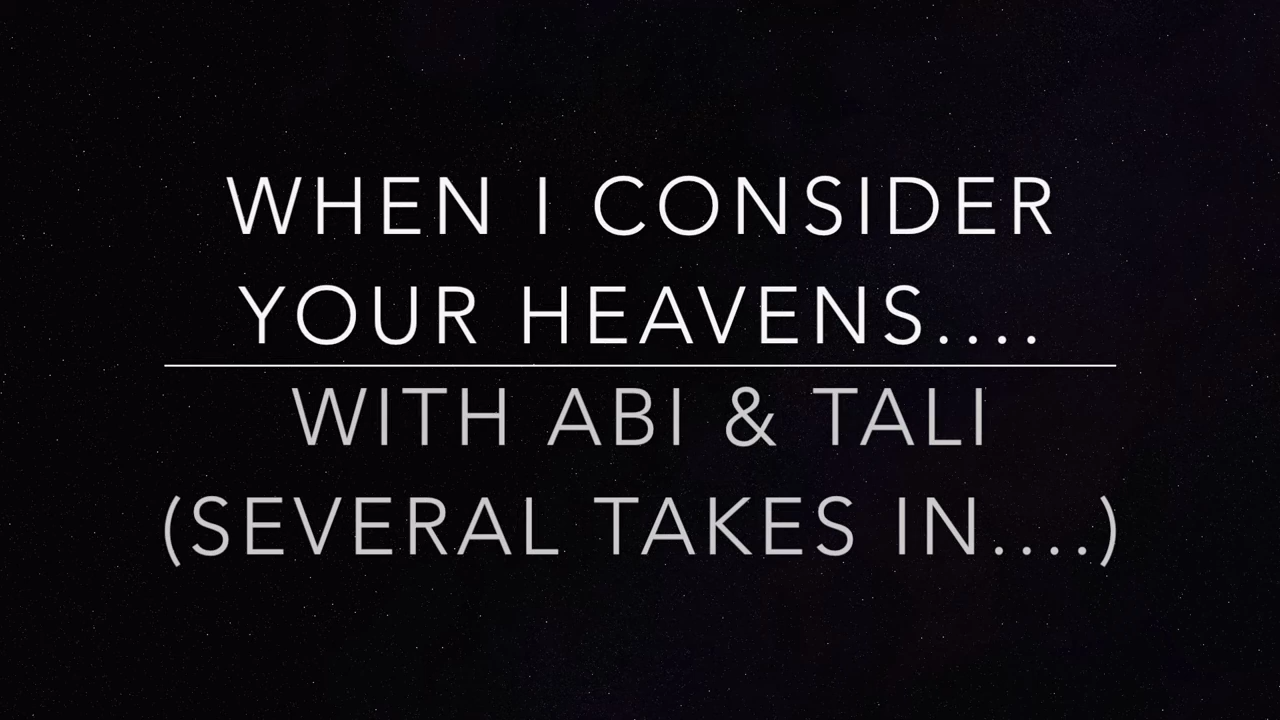 WHEN I CONSIDER
YOUR HEAVENS....
WITH ABI & TALI
(SEVERAL TAKES IN....)